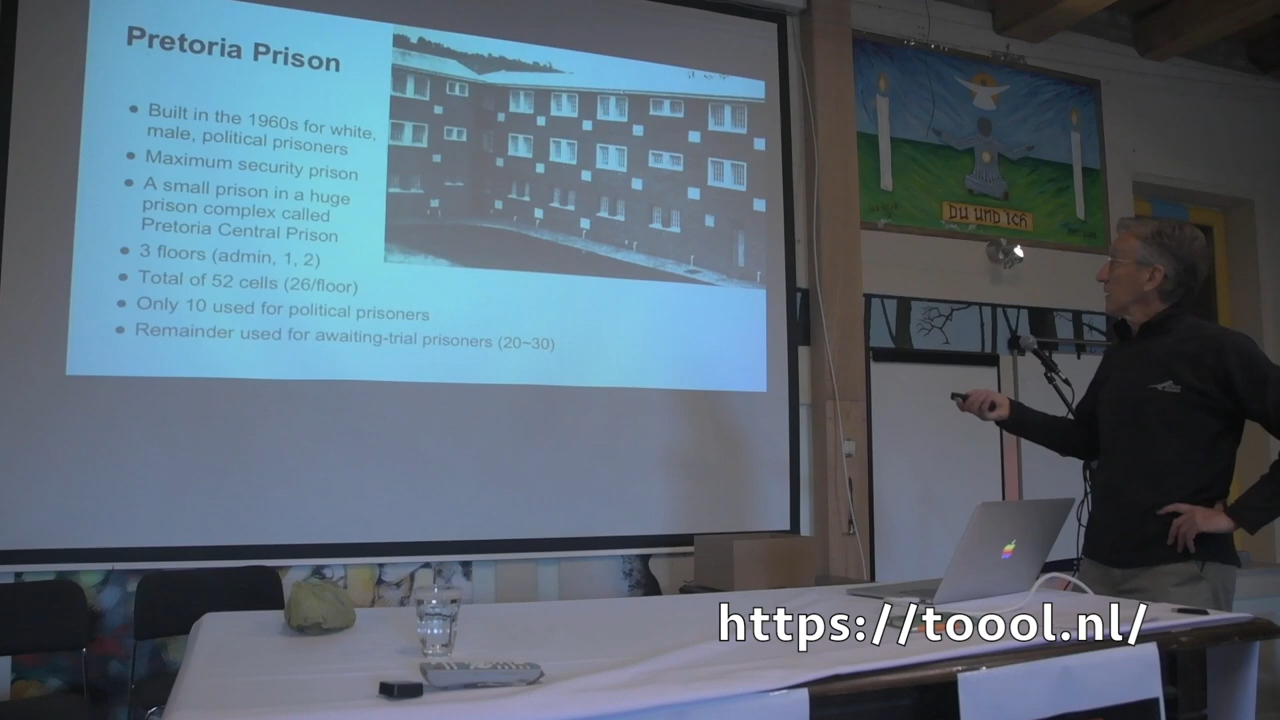 Pretoria Prison
● Built in the 1960s for white,
male, political prisoners
● Maximum security prison
● A small prison in a huge
prison complex called
Pretoria Central Prison
● 3 floors (admin, 1, 2)
● Total of 52 cells (26/floor)
● Only 10 used for political prisoners
● Remainder used for awaiting-trial prisoners (20~30)
DU UND ICH
https://toool.nl/